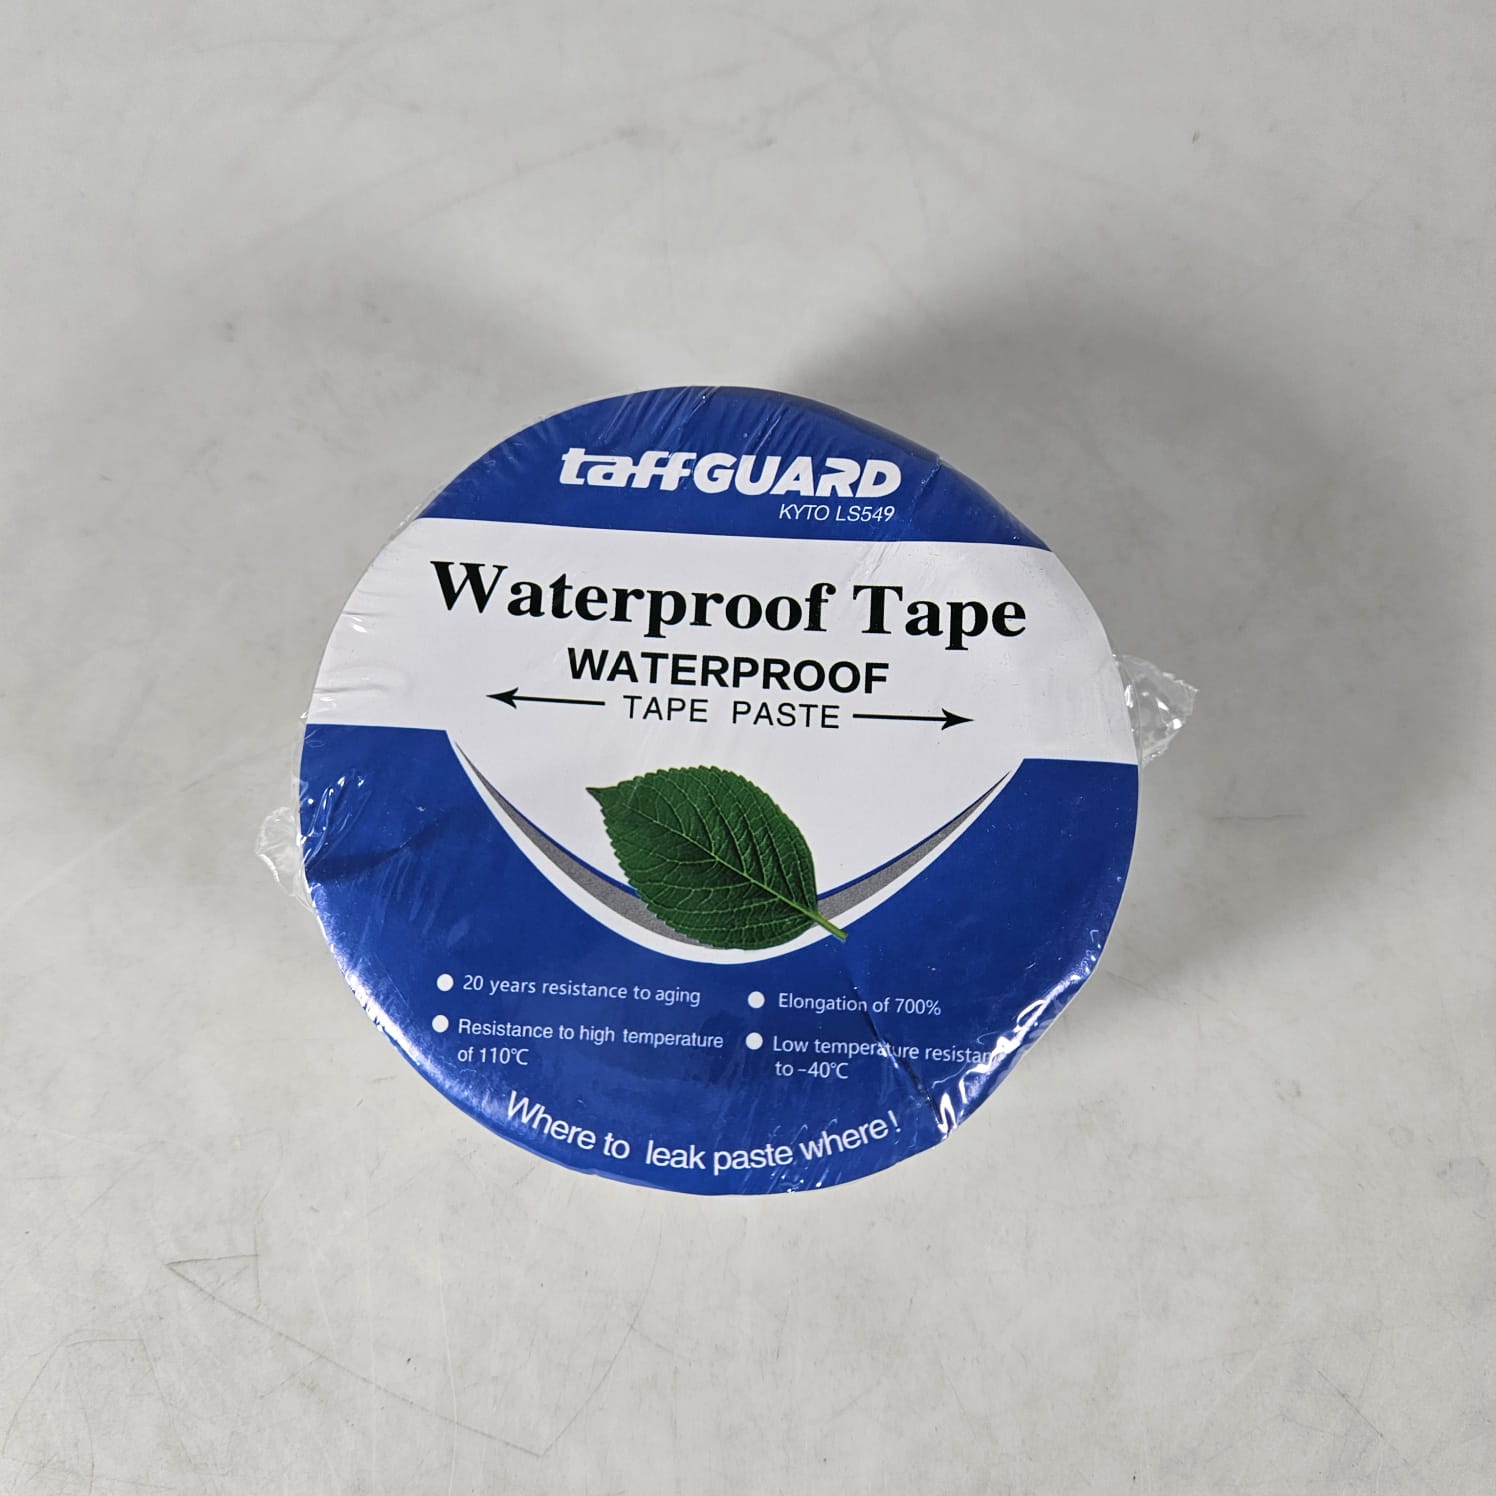 taffGUARD
KYTO LS549
Waterproof Tape
WATERPROOF
TAPE PASTE
20 years resistance to aging
Resistance to high temperature
of 110℃
Elongation of 700%
Low temperature
to -40℃
Where to leak paste where!